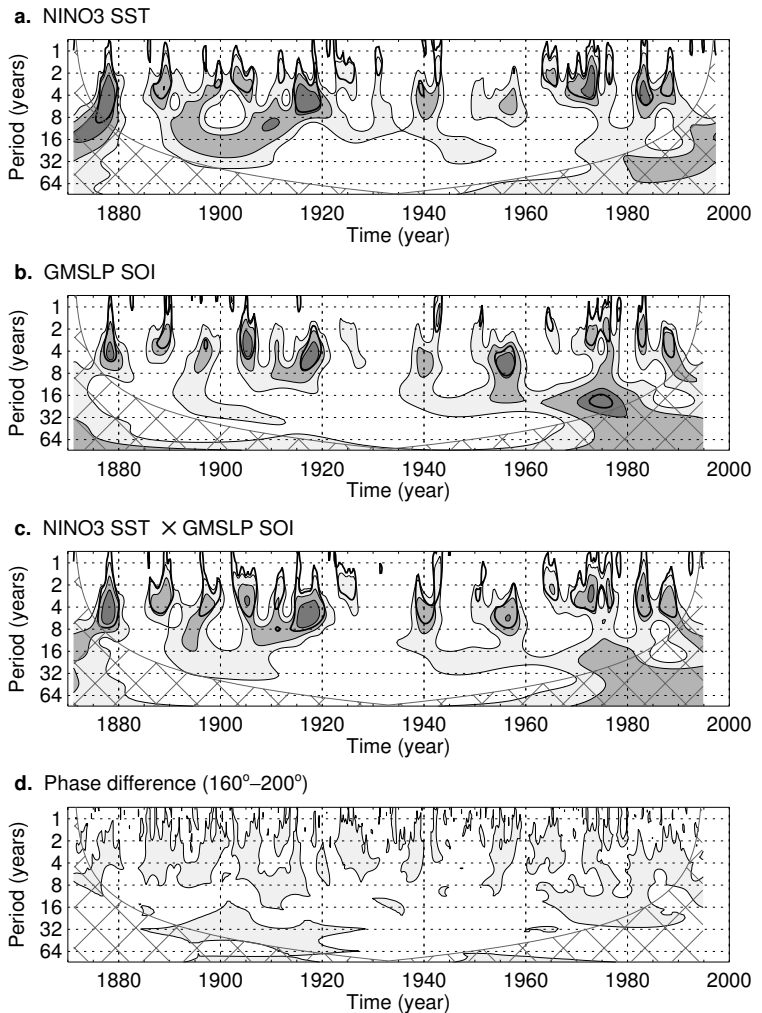 a. NINO3 SST
Period (years)
1
2
4
8
16
32
64
1880 1900 1920 1940 1960 1980 2000
Time (year)
b. GMSLP SOI
Period (years)
1
2
4
8
16
32
64
1880 1900 1920 1940 1960 1980 2000
Time (year)
c. NINO3 SST × GMSLP SOI
Period (years)
1
2
4
8
16
32
64
1880 1900 1920 1940 1960 1980 2000
Time (year)
d. Phase difference (160°–200°)
Period (years)
1
2
4
8
16
32
64
1880 1900 1920 1940 1960 1980 2000
Time (year)